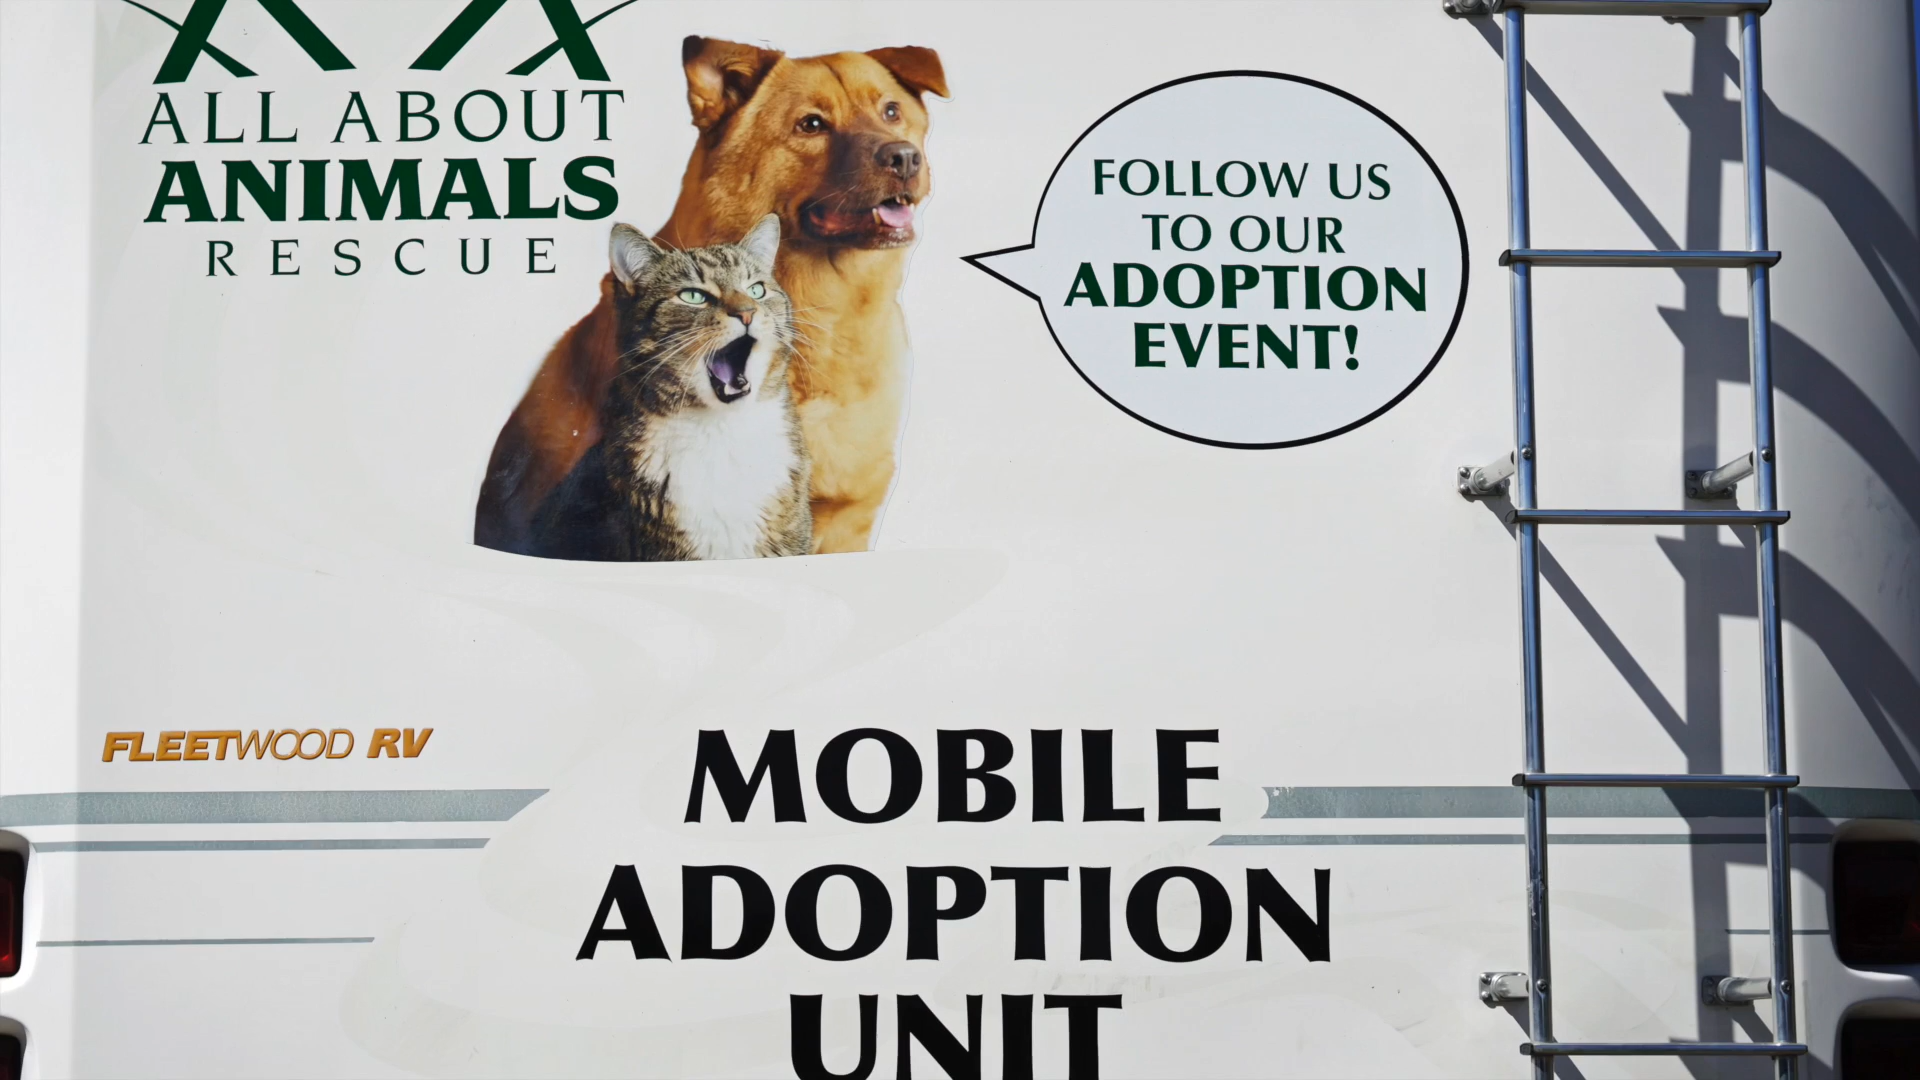 ALL ABOUT
ANIMALS
RESCUE
FOLLOW US
TO OUR
ADOPTION
EVENT!
FLEETWOOD RV
MOBILE
ADOPTION
UNIT